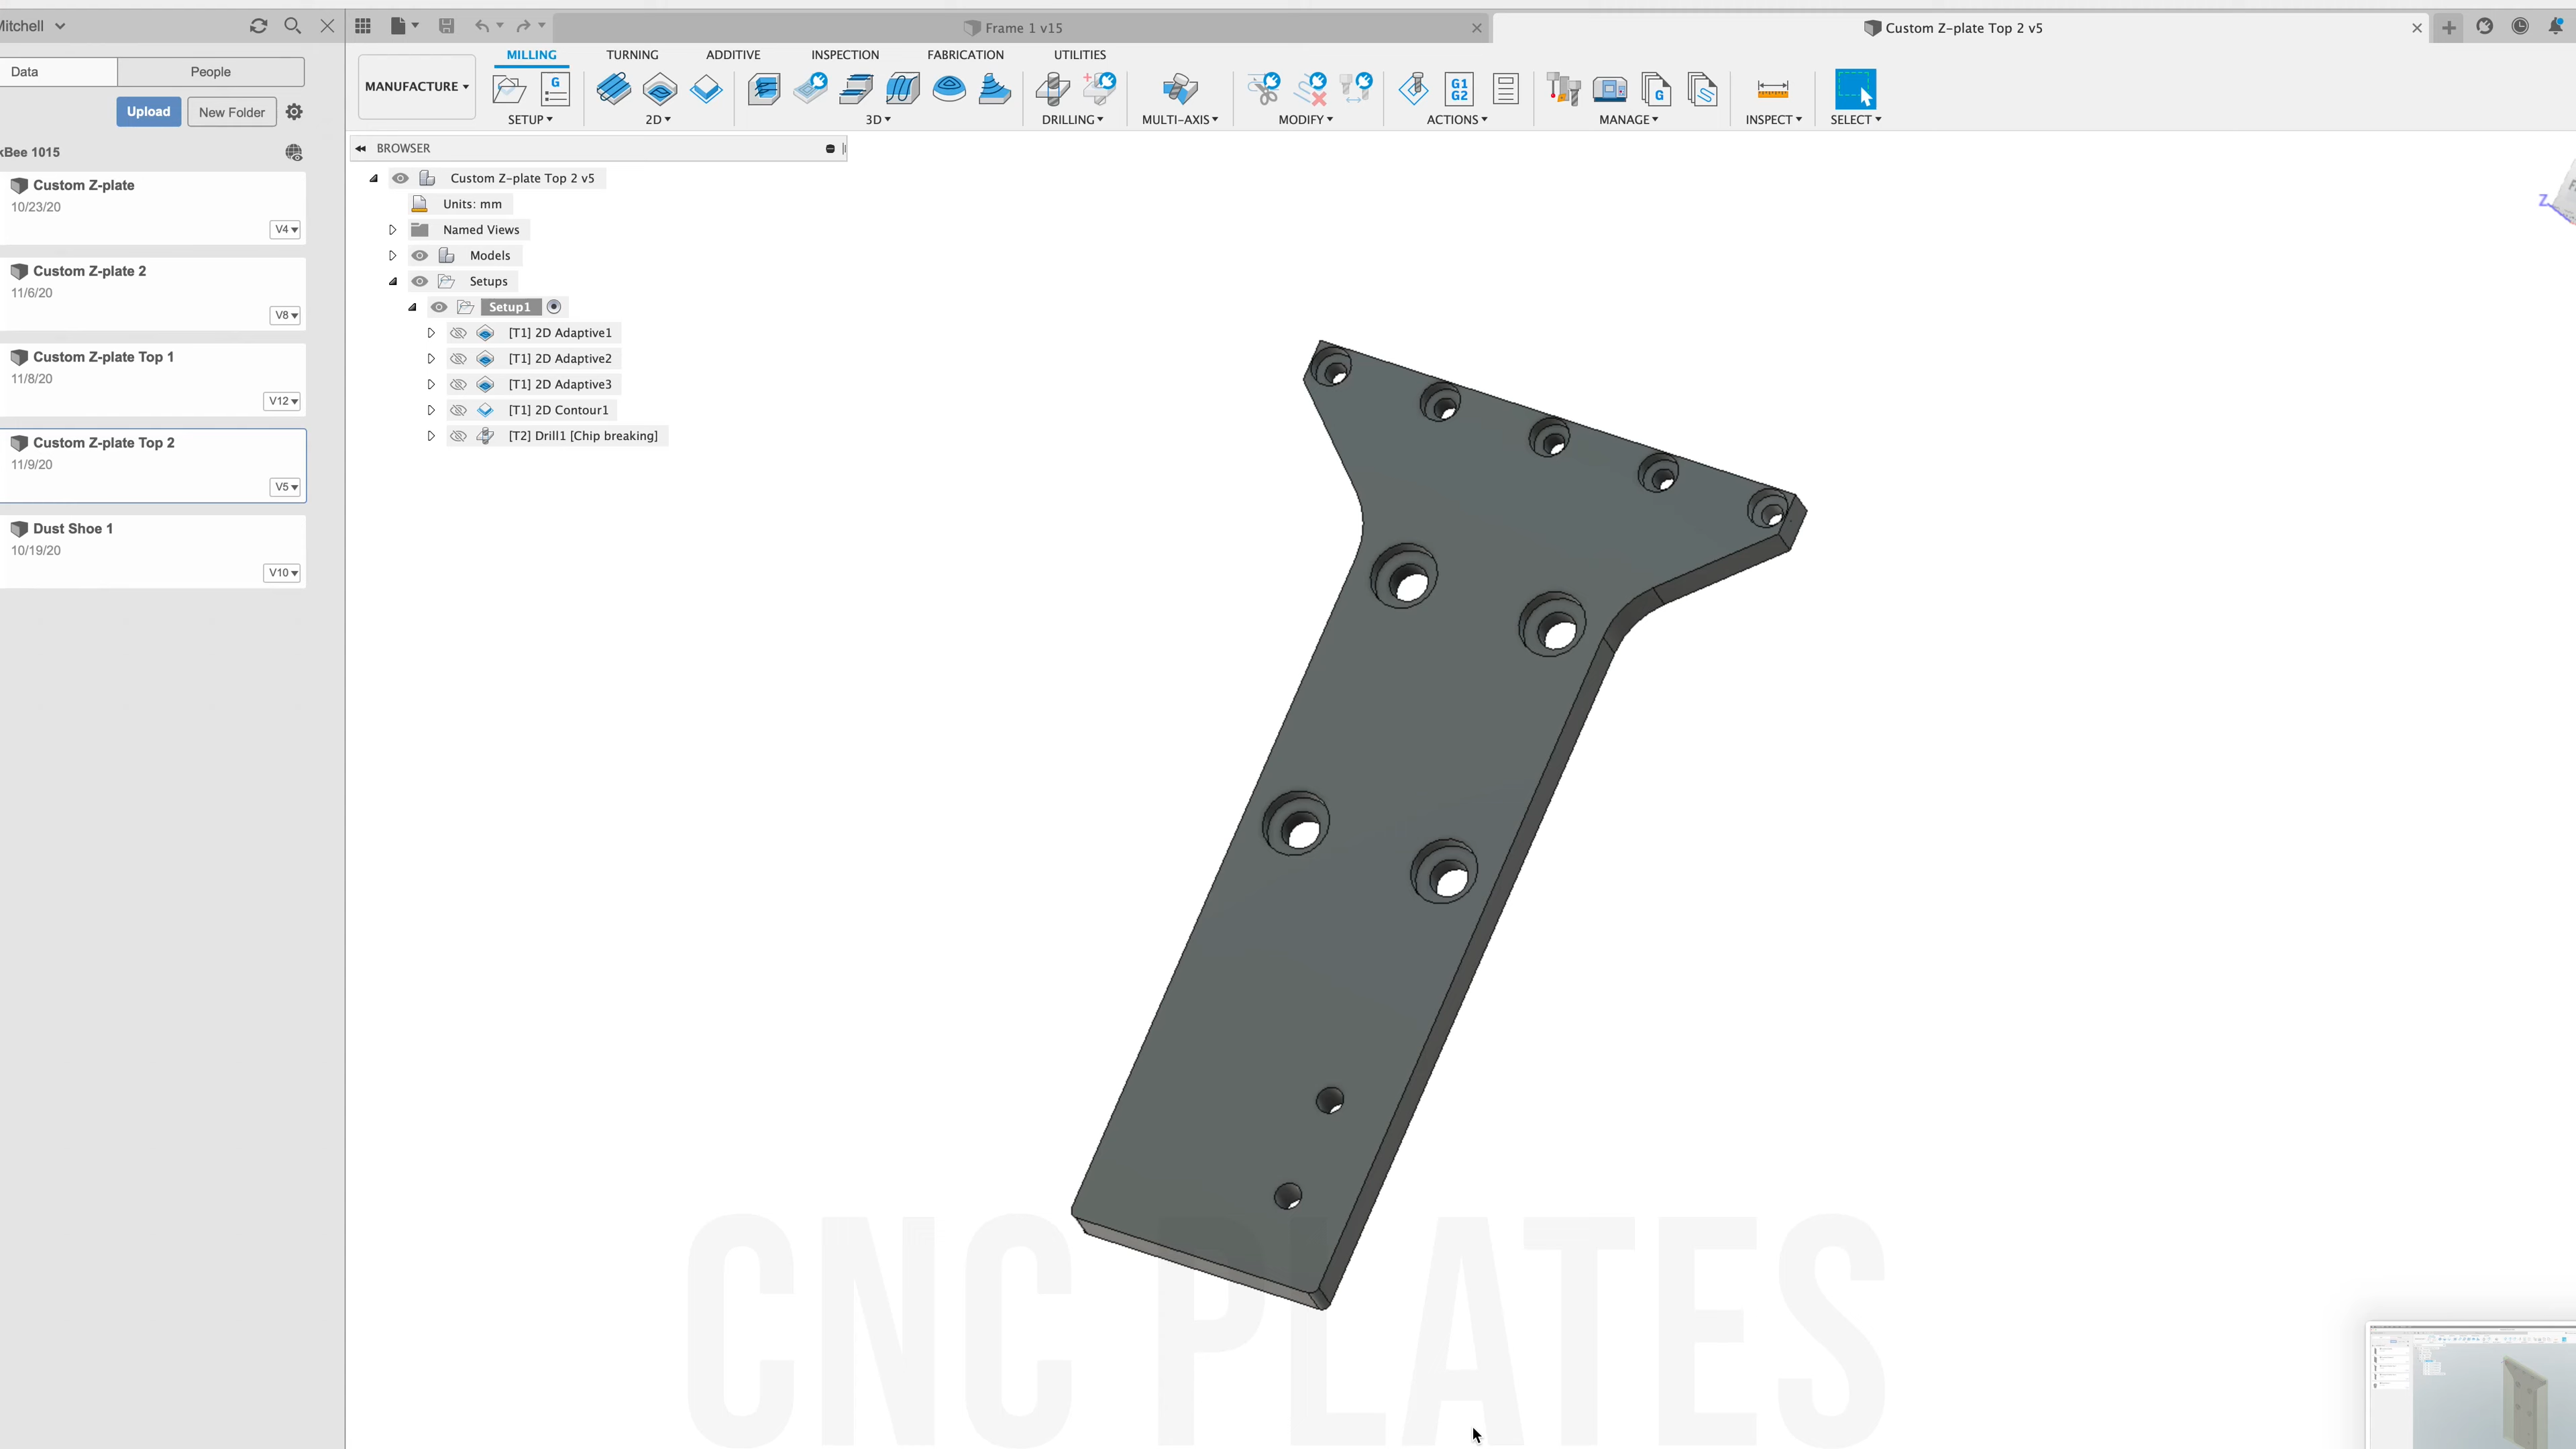 Mitchell
Frame 1 v15
Custom Z-plate Top 2 v5
MILLING
TURNING
ADDITIVE
INSPECTION
FABRICATION
UTILITIES
Data
People
MANUFACTURE
SETUP
2D
3D
DRILLING
MULTI-AXIS
MODIFY
G1
G2
ACTIONS
MANAGE
INSPECT
SELECT
Upload
New Folder
BROWSER
kBee 1015
Custom Z-plate
10/23/20
V4
Custom Z-plate 2
11/6/20
V8
Custom Z-plate Top 1
11/8/20
V12
Custom Z-plate Top 2
11/9/20
V5
Dust Shoe 1
10/19/20
V10
Custom Z-plate Top 2 v5
Units: mm
Named Views
Models
Setups
Setup1
[T1] 2D Adaptive1
[T1] 2D Adaptive2
[T1] 2D Adaptive3
[T1] 2D Contour1
[T2] Drill1 [Chip breaking]
Z
CNC PLATES